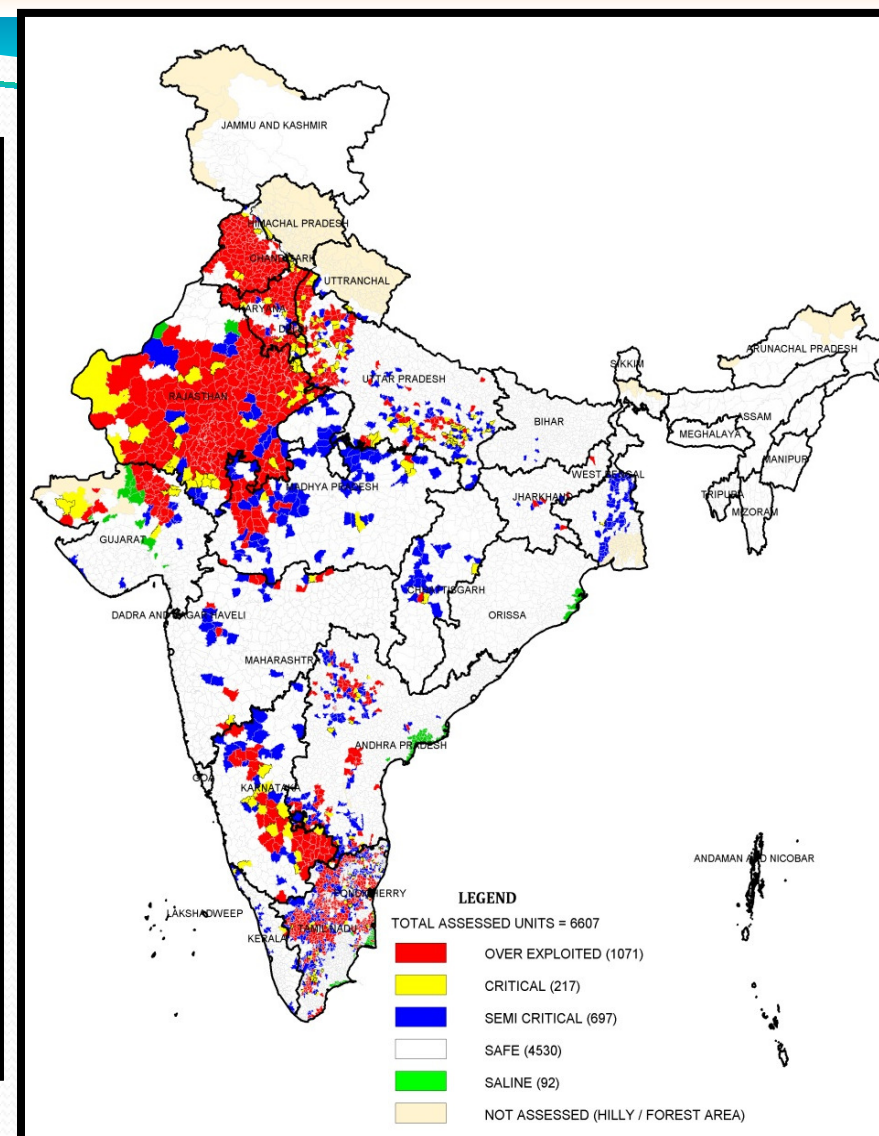 JAMMU AND KASHMIR
HIMACHAL PRADESH
CHANDIGARH
UTTRANCHAL
HARYANA
DELHI
RAJASTHAN
UTTAR PRADESH
SIKKIM
ARUNACHAL PRADESH
BIHAR
ASSAM
MEGHALAYA
MANIPUR
WEST BENGAL
JHARKHAND
TRIPURA
MIZORAM
MADHYA PRADESH
GUJARAT
CHHATTISGARH
ORISSA
DADRA AND NAGAR HAVELI
MAHARASHTRA
ANDHRA PRADESH
GOA
KARNATAKA
ANDAMAN AND NICOBAR
PONDICHERRY
LAKSHADWEEP
TAMIL NADU
KERALA
LEGEND
TOTAL ASSESSED UNITS = 6607
OVER EXPLOITED (1071)
CRITICAL (217)
SEMI CRITICAL (697)
SAFE (4530)
SALINE (92)
NOT ASSESSED (HILLY / FOREST AREA)